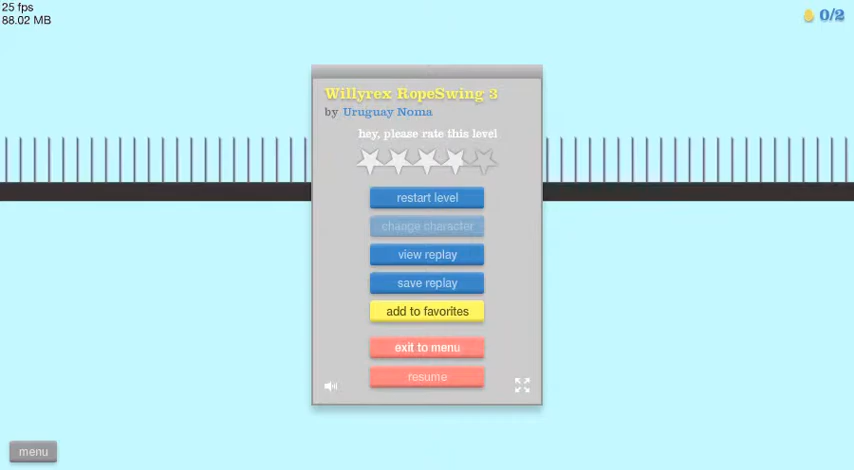 25 fps
88.02 MB
0/2
Willyrex RopeSwing 3
by Uruguay Noma
hey, please rate this level
restart level
change character
view replay
save replay
add to favorites
exit to menu
resume
menu